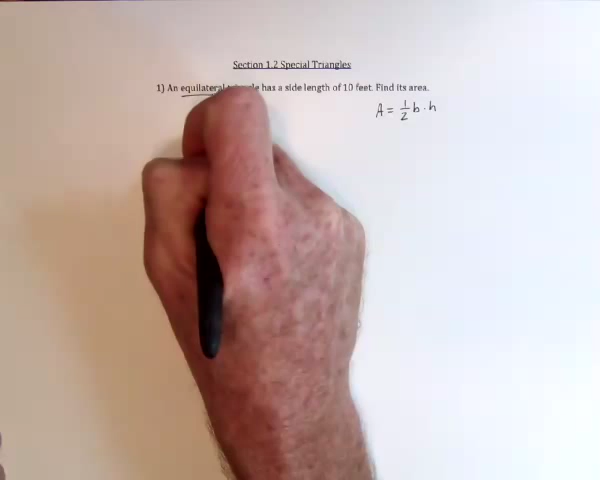 Section 1.2 Special Triangles
1) An equilateral has a side length of 10 feet. Find its area.
A = 1/2 b · h